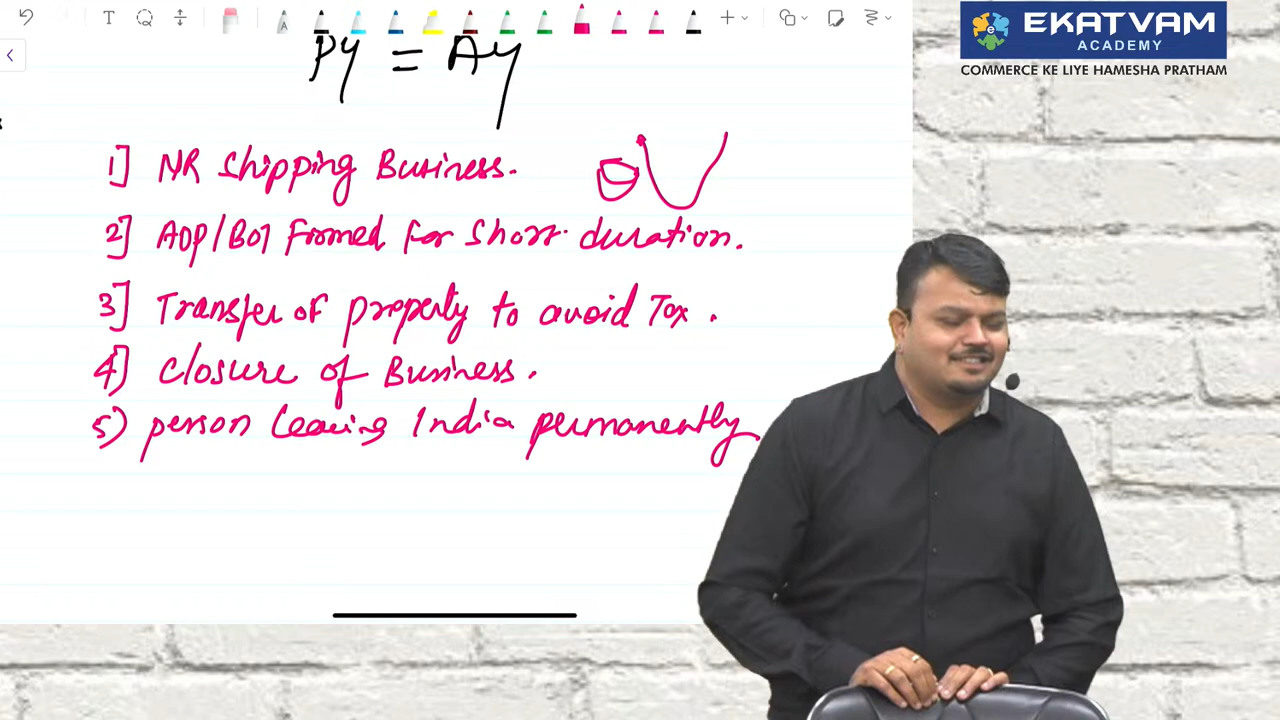 EKATVAM
ACADEMY
COMMERCE KE LIYE HAMESHA PRATHAM
PY = AY
1] NR Shipping Business.
2] AOP/BOI Formed for Short duration.
3] Transfer of property to avoid Tax.
4] Closure of Business.
5) person leaving India permanently